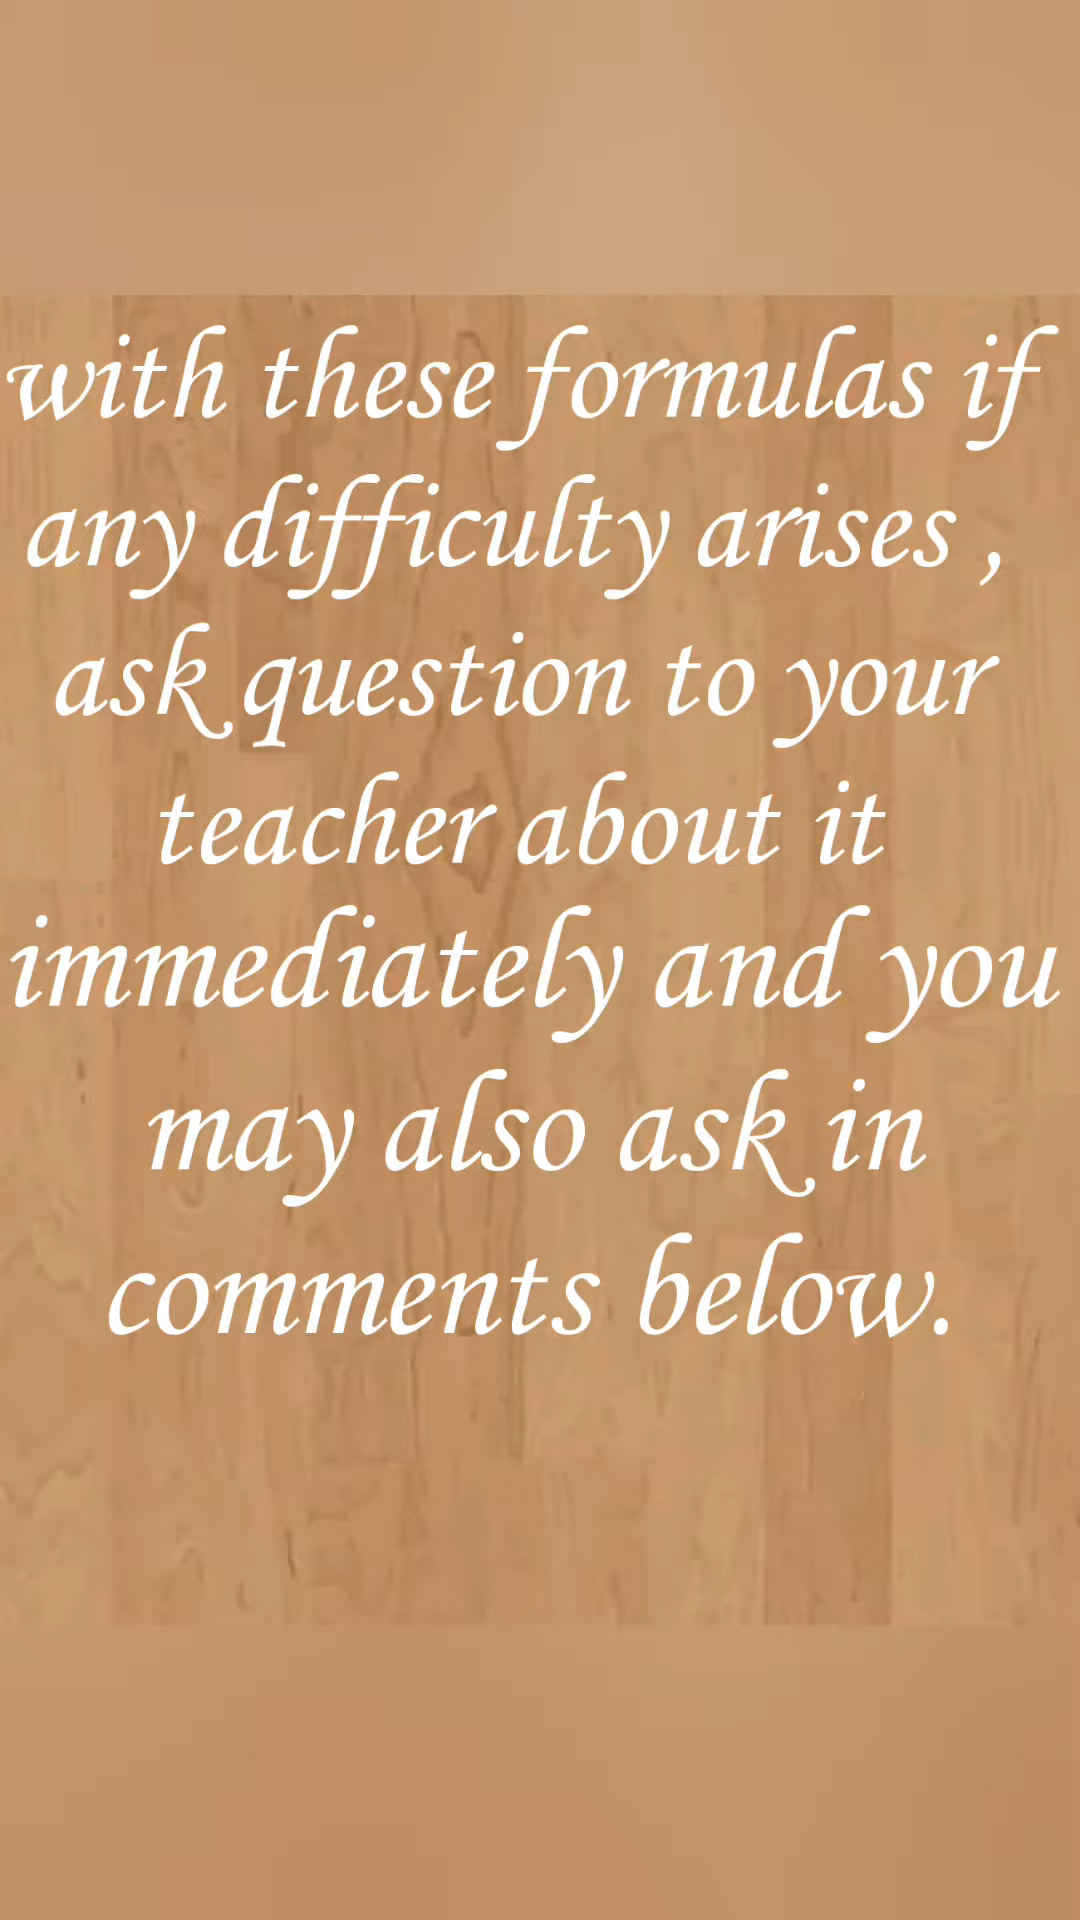 with these formulas if
any difficulty arises ,
ask question to your
teacher about it
immediately and you
may also ask in
comments below.